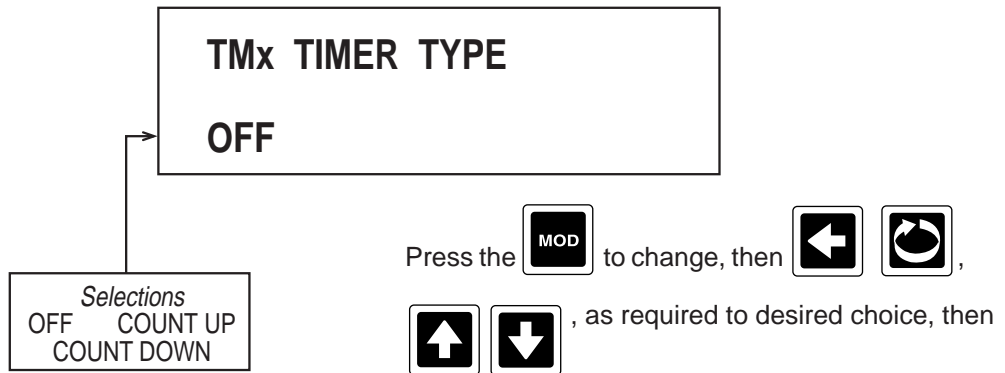 TMx TIMER TYPE
OFF
Press the MOD to change, then ,
Selections
OFF COUNT UP
COUNT DOWN
, as required to desired choice, then